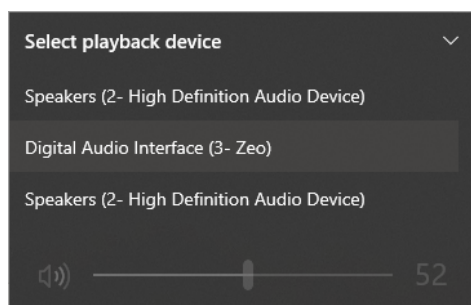 Select playback device
Speakers (2- High Definition Audio Device)
Digital Audio Interface (3- Zeo)
Speakers (2- High Definition Audio Device)
52